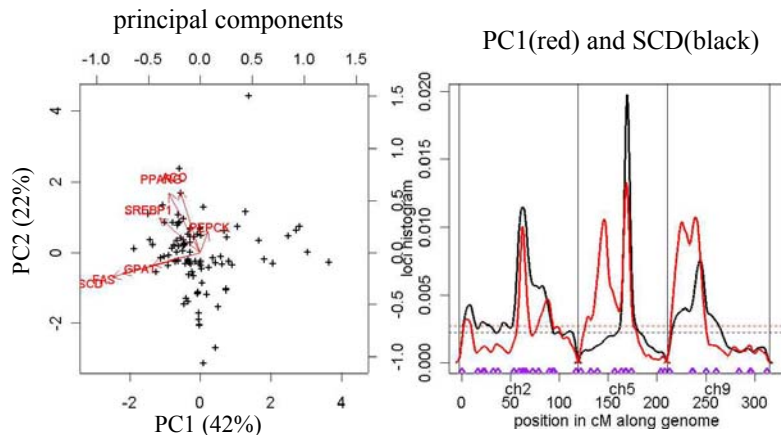 principal components
-1.0 -0.5 0.0 0.5 1.0 1.5
PC2 (22%)
4
2
0
-2
1.5
1.0
0.5
0.0
-0.5
-1.0
PPARG
ACO
SREBP1
PEPCK
GPAT
FAS
SCD
-2 0 2 4
PC1 (42%)
PC1(red) and SCD(black)
loci histogram
0.020
0.015
0.010
0.005
0.000
ch2 ch5 ch9
0 50 100 150 200 250 300
position in cM along genome